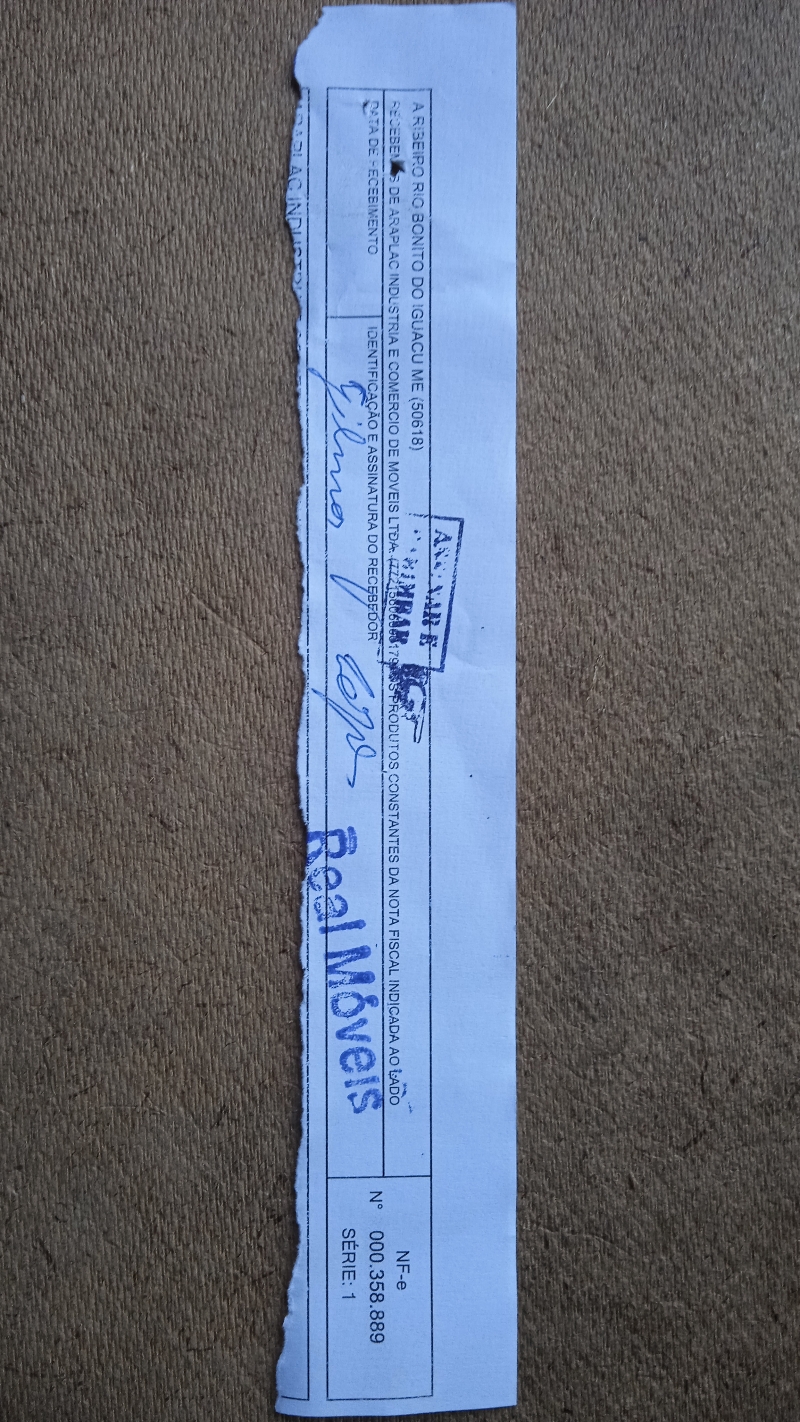 A RIBEIRO RIO BONITO DO IGUACU ME (50618)
RECEBEMOS DE ARAPLAC INDUSTRIA E COMERCIO DE MOVEIS LTDA. OS PRODUTOS CONSTANTES DA NOTA FISCAL INDICADA AO LADO
DATA DE RECEBIMENTO
IDENTIFICAÇÃO E ASSINATURA DO RECEBEDOR
Real Móveis
NF-e
N° 000.358.889
SÉRIE: 1